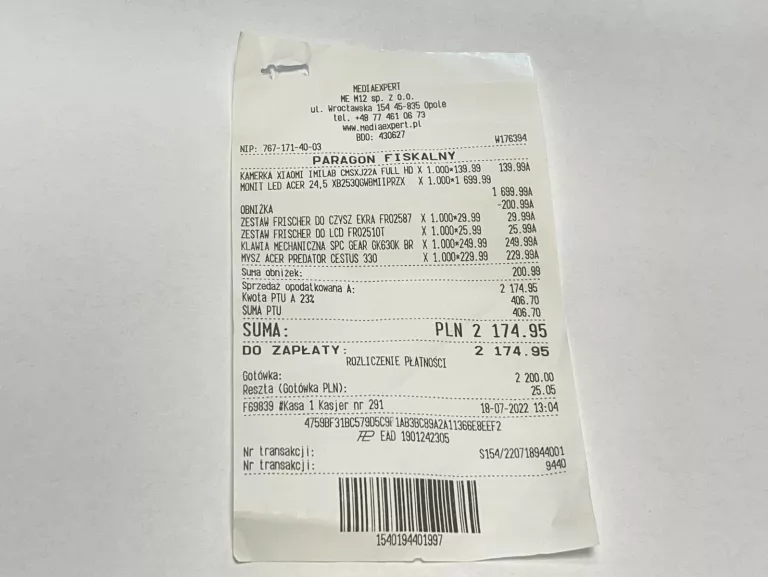 MEDIAEXPERT
ME M12 sp. z o.o.
ul. Wrocławska 154 45-835 Opole
tel. +48 77 461 06 73
www.mediaexpert.pl
BDO: 430627
NIP: 767-171-40-03 W176394
PARAGON FISKALNY
KAMERKA XIAOMI IMILAB CMSXJ22A FULL HD X 1.000*139.99 139.99A
MONIT LED ACER 24,5 XB253QGWBMIIPRZX X 1.000*1 699.99
1 699.99A
OBNIŻKA -200.99A
ZESTAW FRISCHER DO CZYSZ EKRA FR02587 X 1.000*29.99 29.99A
ZESTAW FRISCHER DO LCD FR02510T X 1.000*25.99 25.99A
KLAWIA MECHANICZNA SPC GEAR GK630K BR X 1.000*249.99 249.99A
MYSZ ACER PREDATOR CESTUS 330 X 1.000*229.99 229.99A
Suma obniżek: 200.99
Sprzedaż opodatkowana A: 2 174.95
Kwota PTU A 23% 406.70
SUMA PTU 406.70
SUMA: PLN 2 174.95
DO ZAPŁATY: 2 174.95
ROZLICZENIE PŁATNOŚCI
Gotówka: 2 200.00
Reszta (Gotówka PLN): 25.05
F69839 #Kasa 1 Kasjer nr 291 18-07-2022 13:04
4759BF31BC57905C9F1AB3BC89A2A11366E8EEF2
EAD 1901242305
Nr transakcji: S154/220718944001
Nr transakcji: 9440
1540194401997